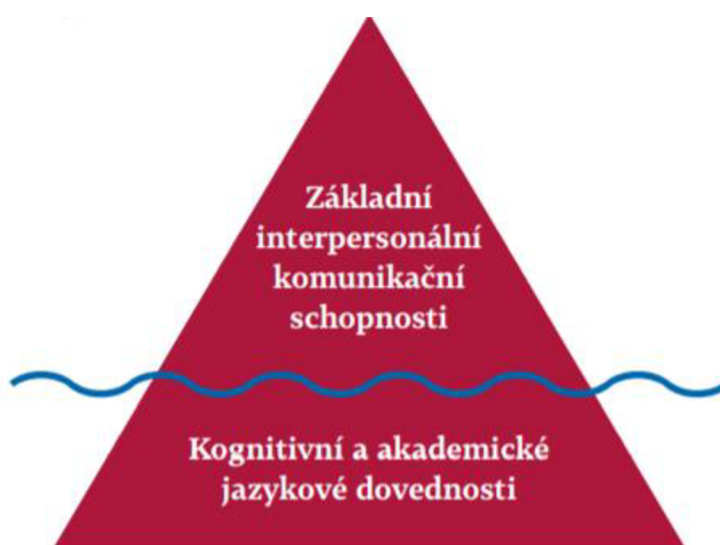 Základní
interpersonální
komunikační
schopnosti
Kognitivní a akademické
jazykové dovednosti